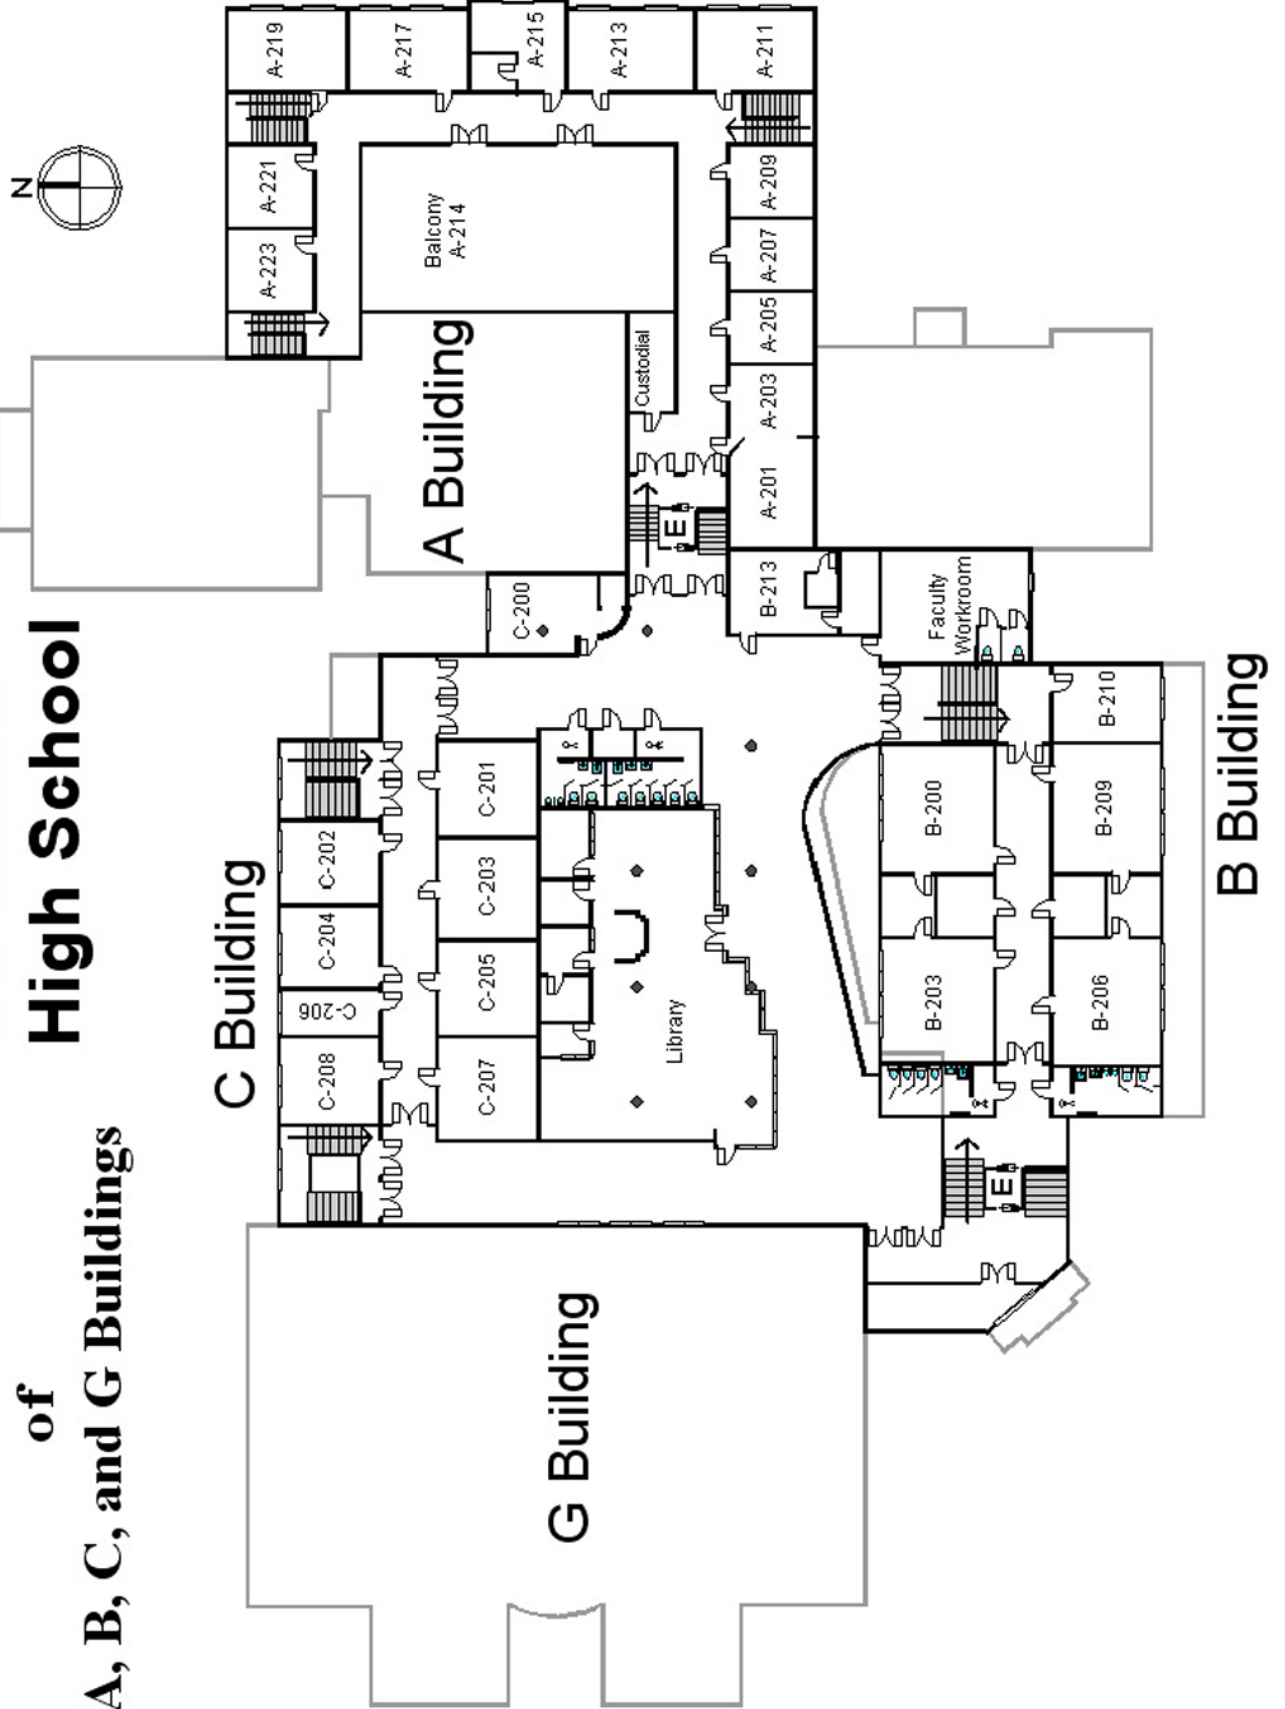 of
High School
A, B, C, and G Buildings
N
A-219
A-217
A-215
A-213
A-211
A-221
A-223
Balcony
A-214
A-209
A-207
A-205
A-203
A-201
Custodial
A Building
E
C-200
B-213
Faculty
Workroom
C Building
C-202
C-204
C-206
C-208
C-201
C-203
C-205
C-207
Library
B-210
B-200
B-209
B-203
B-206
B Building
E
G Building